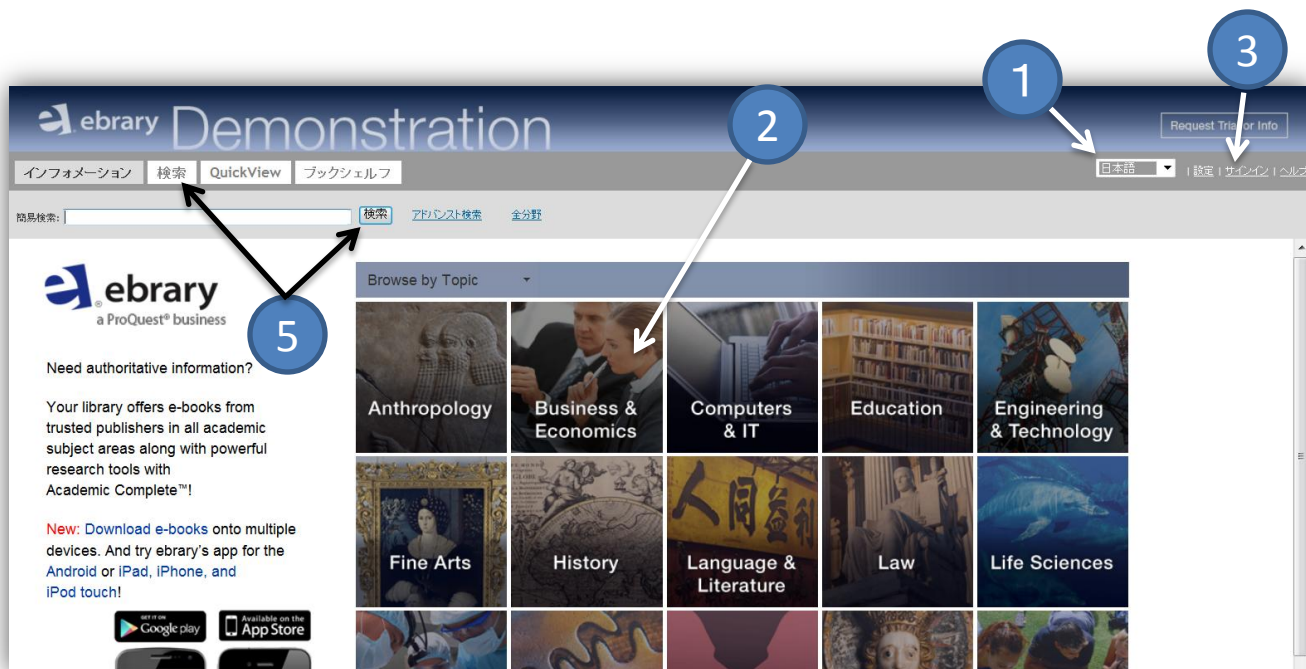 3
1
2
ebrary Demonstration
Request Trial or Info
インフォメーション 検索 QuickView ブックシェルフ
日本語 | 設定 | サインイン | ヘルプ
簡易検索: 検索 アドバンスト検索 全分野
ebrary
a ProQuest® business
5
Need authoritative information?
Your library offers e-books from
trusted publishers in all academic
subject areas along with powerful
research tools with
Academic Complete™!
New: Download e-books onto multiple
devices. And try ebrary's app for the
Android or iPad, iPhone, and
iPod touch!
GET IT ON
Google play
Available on the
App Store
Browse by Topic
Anthropology
Business &
Economics
Computers
& IT
Education
Engineering
& Technology
Fine Arts
History
Language &
Literature
Law
Life Sciences